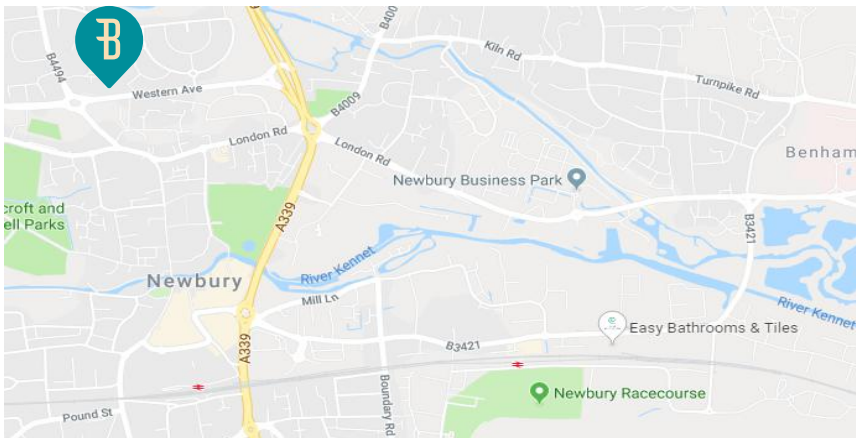 B4494
B
B400
Kiln Rd
Turnpike Rd
Western Ave
B4009
London Rd
London Rd
Benham
Newbury Business Park
croft and
ell Parks
A339
B3421
River Kennet
Newbury
Mill Ln
River Kennet
Easy Bathrooms & Tiles
B3421
A339
Newbury Racecourse
Boundary Rd
Pound St